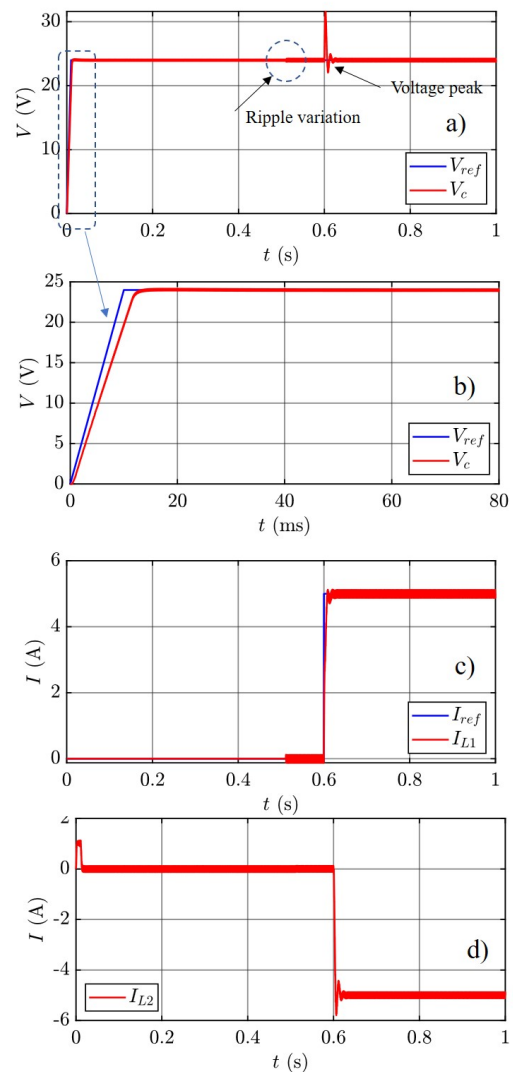 30
20
10
0
V (V)
Ripple variation
Voltage peak
a)
V_ref
V_c
0 0.2 0.4 0.6 0.8 1
t (s)
25
20
15
10
5
0
V (V)
b)
V_ref
V_c
0 20 40 60 80
t (ms)
6
4
2
0
I (A)
c)
I_ref
I_L1
0 0.2 0.4 0.6 0.8 1
t (s)
2
0
-2
-4
-6
I (A)
d)
I_L2
0 0.2 0.4 0.6 0.8 1
t (s)